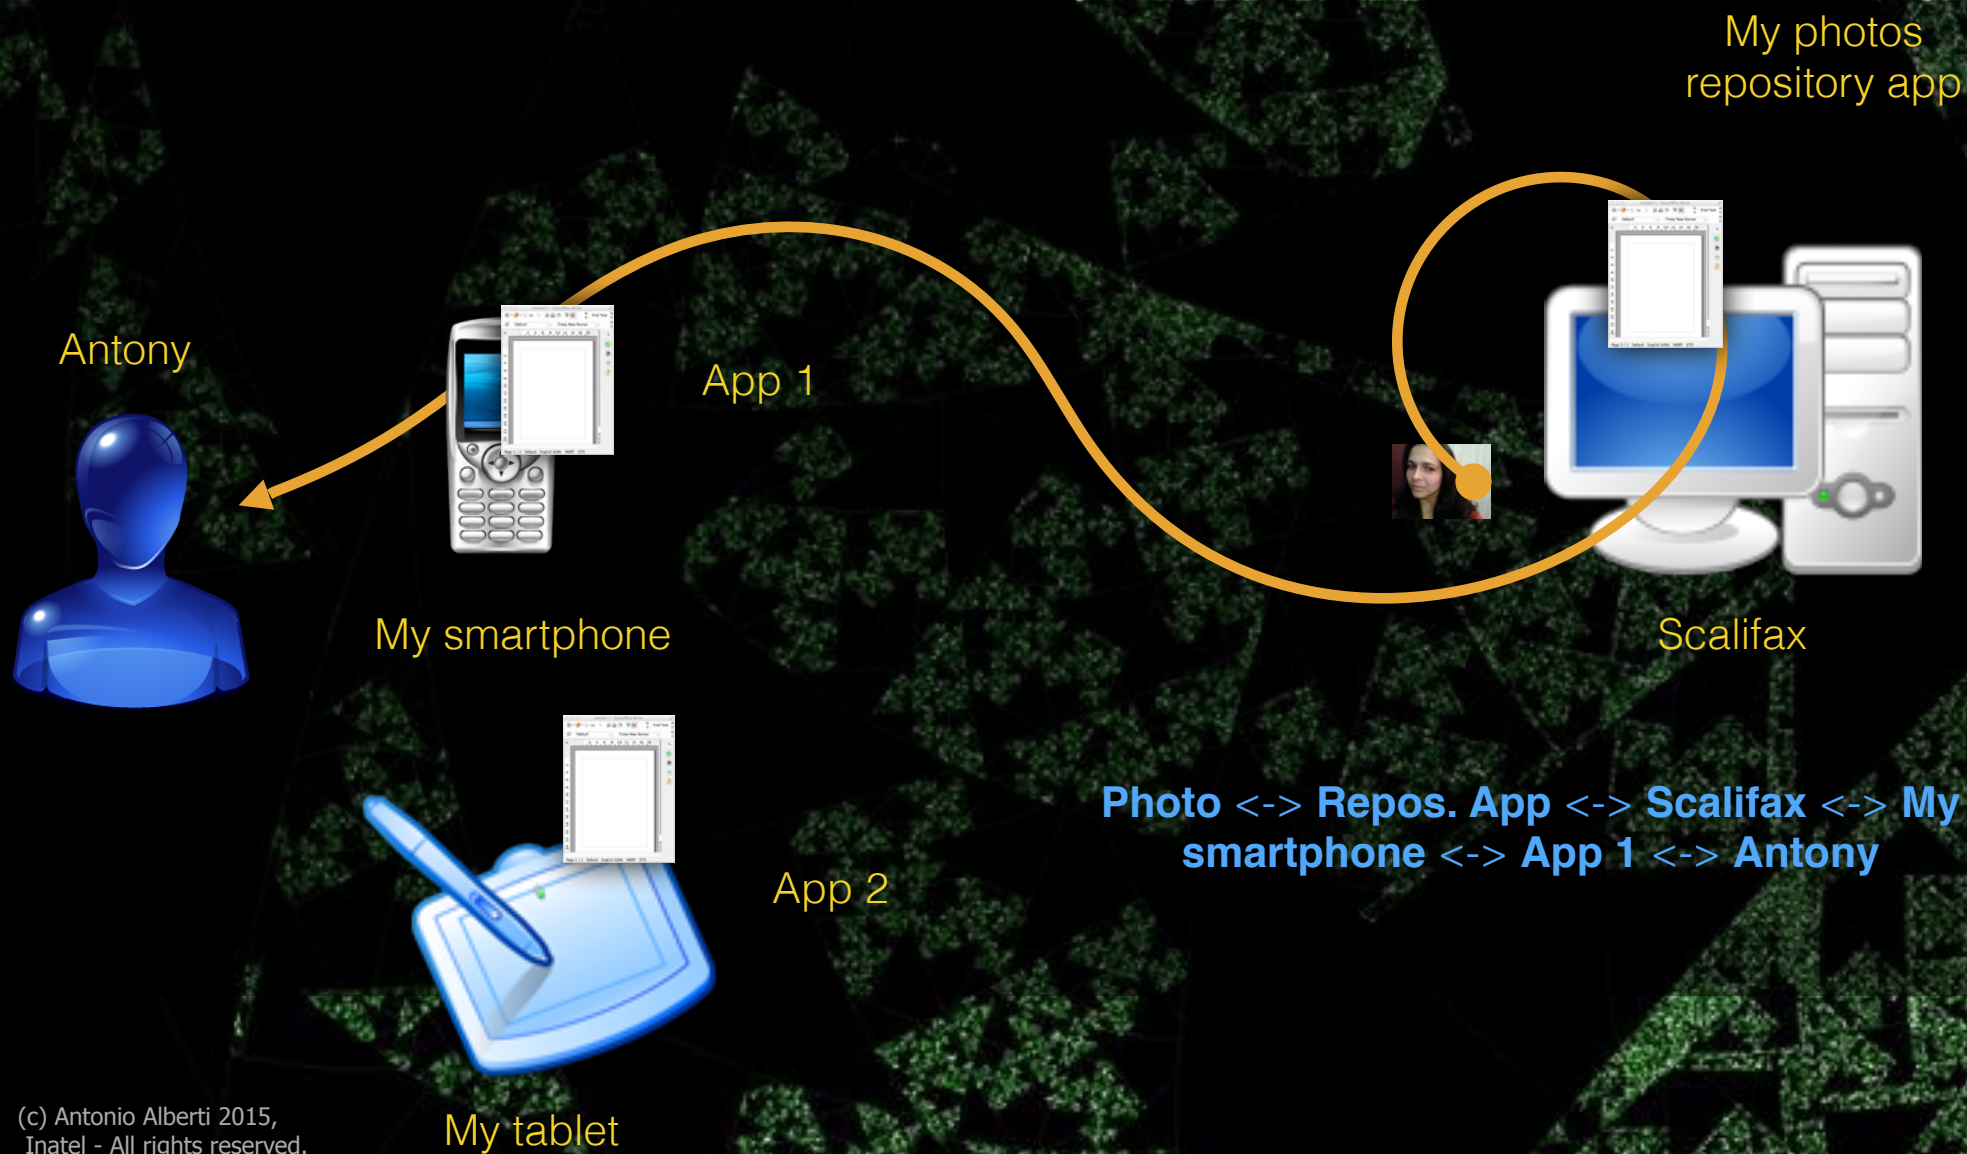 My photos
repository app
Antony
App 1
My smartphone
Scalifax
Photo <-> Repos. App <-> Scalifax <-> My
smartphone <-> App 1 <-> Antony
App 2
My tablet
(c) Antonio Alberti 2015,
Inatel - All rights reserved.